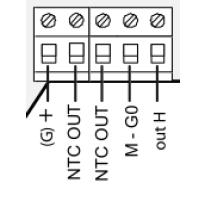 (G) +
NTC OUT
NTC OUT
M - G0
out H